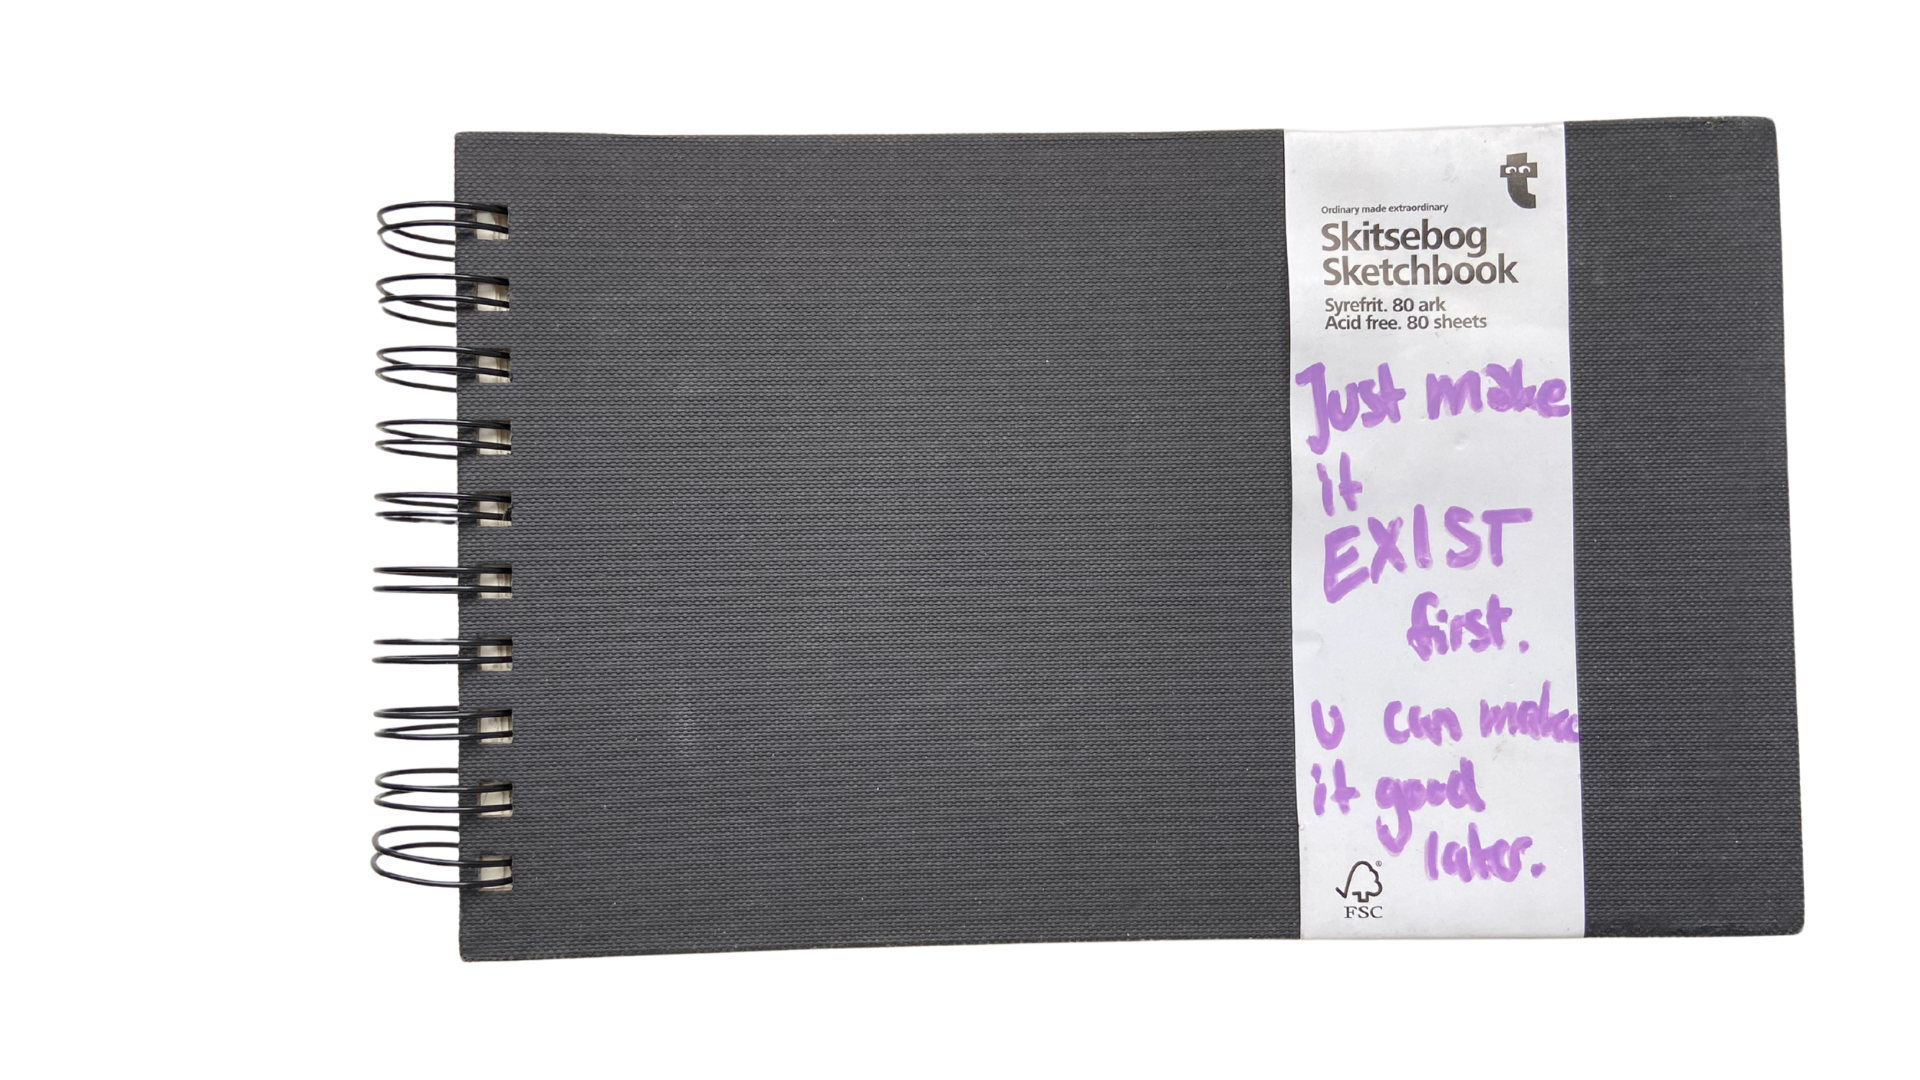 Ordinary made extraordinary
Skitsebog
Sketchbook
Syrefrit. 80 ark
Acid free. 80 sheets
Just make
it
EXIST
first.
U can make
it good
later.
FSC